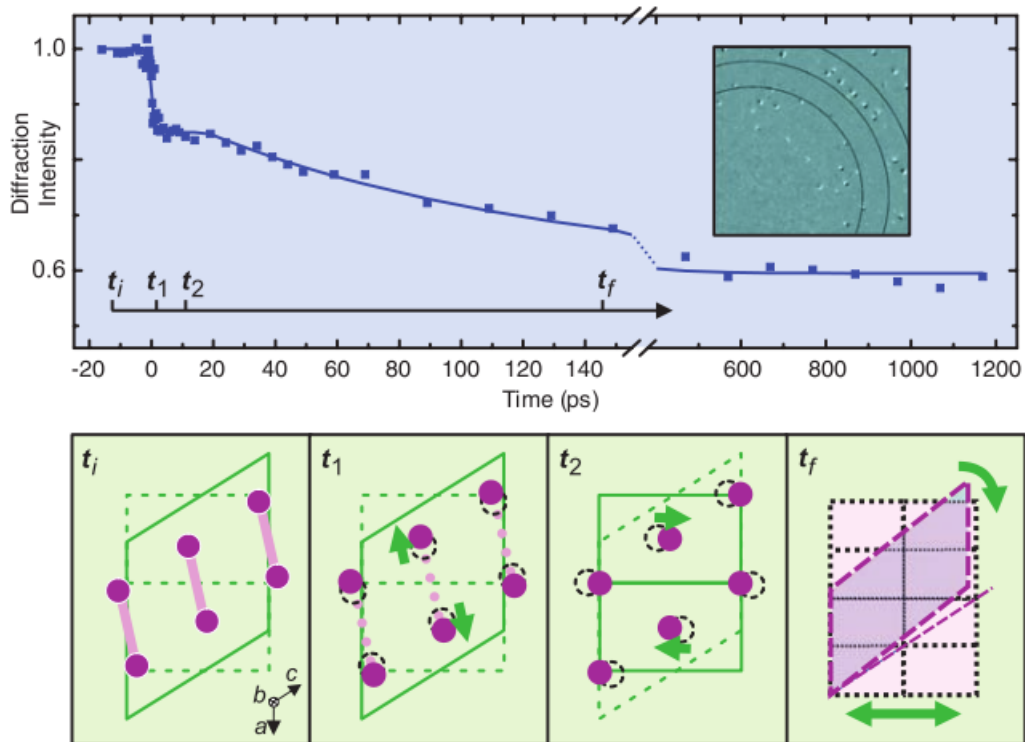 Diffraction
Intensity
1.0
0.6
t_i t_1 t_2 t_f
-20 0 20 40 60 80 100 120 140 600 800 1000 1200
Time (ps)
t_i t_1 t_2 t_f
b c
a